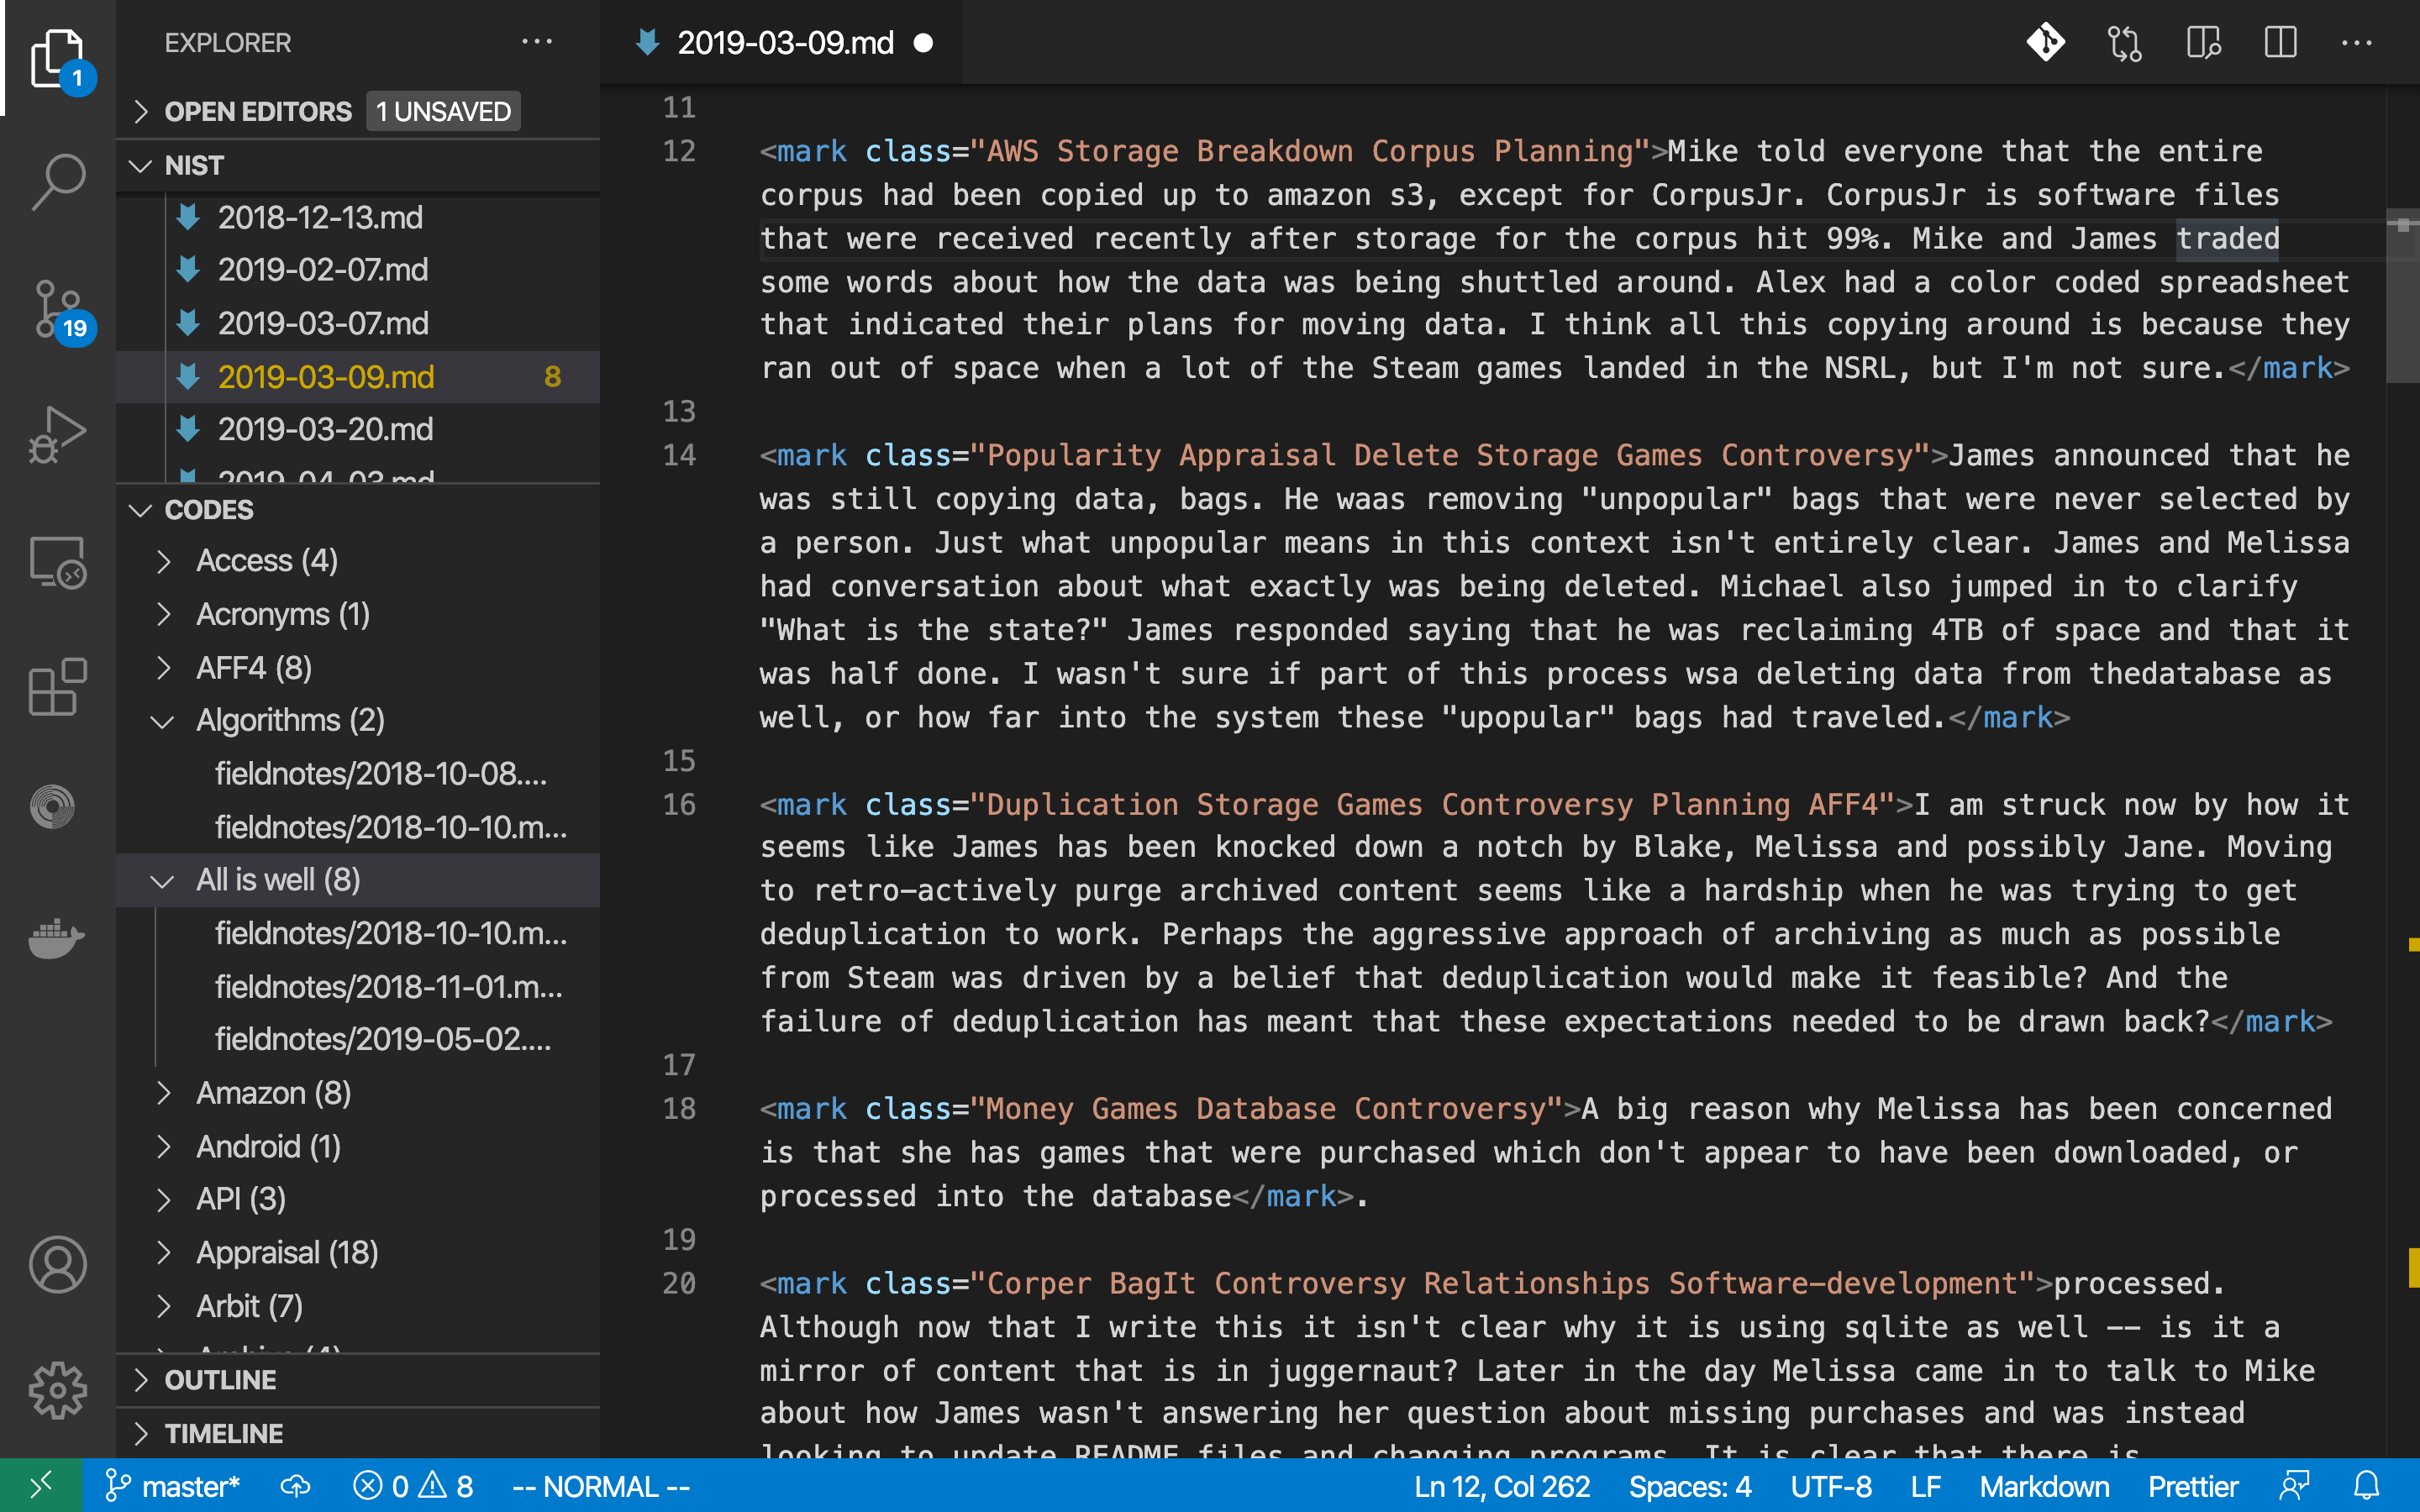 EXPLORER
1
OPEN EDITORS 1 UNSAVED
NIST
2018-12-13.md
2019-02-07.md
2019-03-07.md
2019-03-09.md 8
2019-03-20.md
2019-04-03.md
19
CODES
Access (4)
Acronyms (1)
AFF4 (8)
Algorithms (2)
fieldnotes/2018-10-08....
fieldnotes/2018-10-10.m...
All is well (8)
fieldnotes/2018-10-10.m...
fieldnotes/2018-11-01.m...
fieldnotes/2019-05-02....
Amazon (8)
Android (1)
API (3)
Appraisal (18)
Arbit (7)
OUTLINE
TIMELINE
2019-03-09.md
11
12 <mark class="AWS Storage Breakdown Corpus Planning">Mike told everyone that the entire
corpus had been copied up to amazon s3, except for CorpusJr. CorpusJr is software files
that were received recently after storage for the corpus hit 99%. Mike and James traded
some words about how the data was being shuttled around. Alex had a color coded spreadsheet
that indicated their plans for moving data. I think all this copying around is because they
ran out of space when a lot of the Steam games landed in the NSRL, but I'm not sure.</mark>
13
14 <mark class="Popularity Appraisal Delete Storage Games Controversy">James announced that he
was still copying data, bags. He waas removing "unpopular" bags that were never selected by
a person. Just what unpopular means in this context isn't entirely clear. James and Melissa
had conversation about what exactly was being deleted. Michael also jumped in to clarify
"What is the state?" James responded saying that he was reclaiming 4TB of space and that it
was half done. I wasn't sure if part of this process wsa deleting data from thedatabase as
well, or how far into the system these "upopular" bags had traveled.</mark>
15
16 <mark class="Duplication Storage Games Controversy Planning AFF4">I am struck now by how it
seems like James has been knocked down a notch by Blake, Melissa and possibly Jane. Moving
to retro-actively purge archived content seems like a hardship when he was trying to get
deduplication to work. Perhaps the aggressive approach of archiving as much as possible
from Steam was driven by a belief that deduplication would make it feasible? And the
failure of deduplication has meant that these expectations needed to be drawn back?</mark>
17
18 <mark class="Money Games Database Controversy">A big reason why Melissa has been concerned
is that she has games that were purchased which don't appear to have been downloaded, or
processed into the database</mark>.
19
20 <mark class="Corper BagIt Controversy Relationships Software-development">processed.
Although now that I write this it isn't clear why it is using sqlite as well -- is it a
mirror of content that is in juggernaut? Later in the day Melissa came in to talk to Mike
about how James wasn't answering her question about missing purchases and was instead
looking to update README files and changing programs. It is clear that there is
master* 0 8 -- NORMAL -- Ln 12, Col 262 Spaces: 4 UTF-8 LF Markdown Prettier